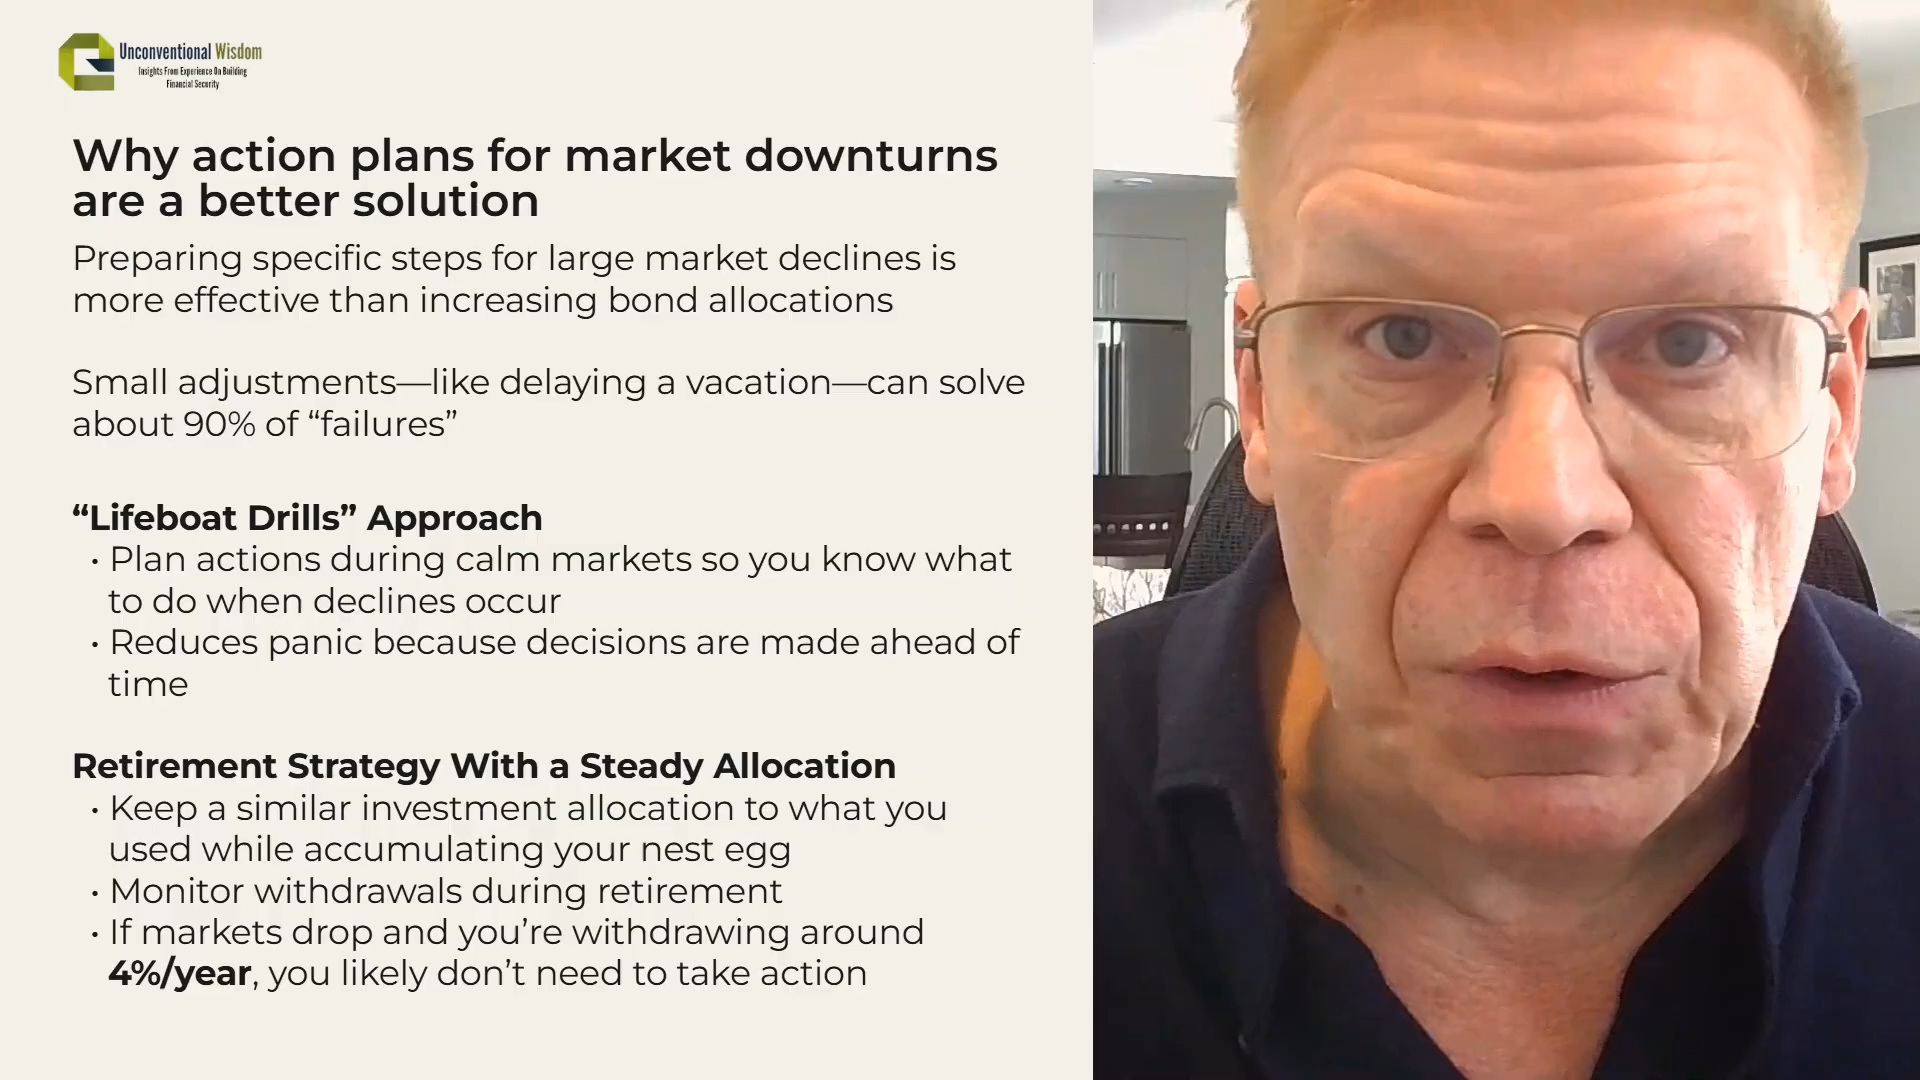 Unconventional Wisdom
Insights From Experience On Building
Financial Security
Why action plans for market downturns
are a better solution
Preparing specific steps for large market declines is
more effective than increasing bond allocations
Small adjustments—like delaying a vacation—can solve
about 90% of “failures”
“Lifeboat Drills” Approach
• Plan actions during calm markets so you know what
to do when declines occur
• Reduces panic because decisions are made ahead of
time
Retirement Strategy With a Steady Allocation
• Keep a similar investment allocation to what you
used while accumulating your nest egg
• Monitor withdrawals during retirement
• If markets drop and you’re withdrawing around
4%/year, you likely don’t need to take action